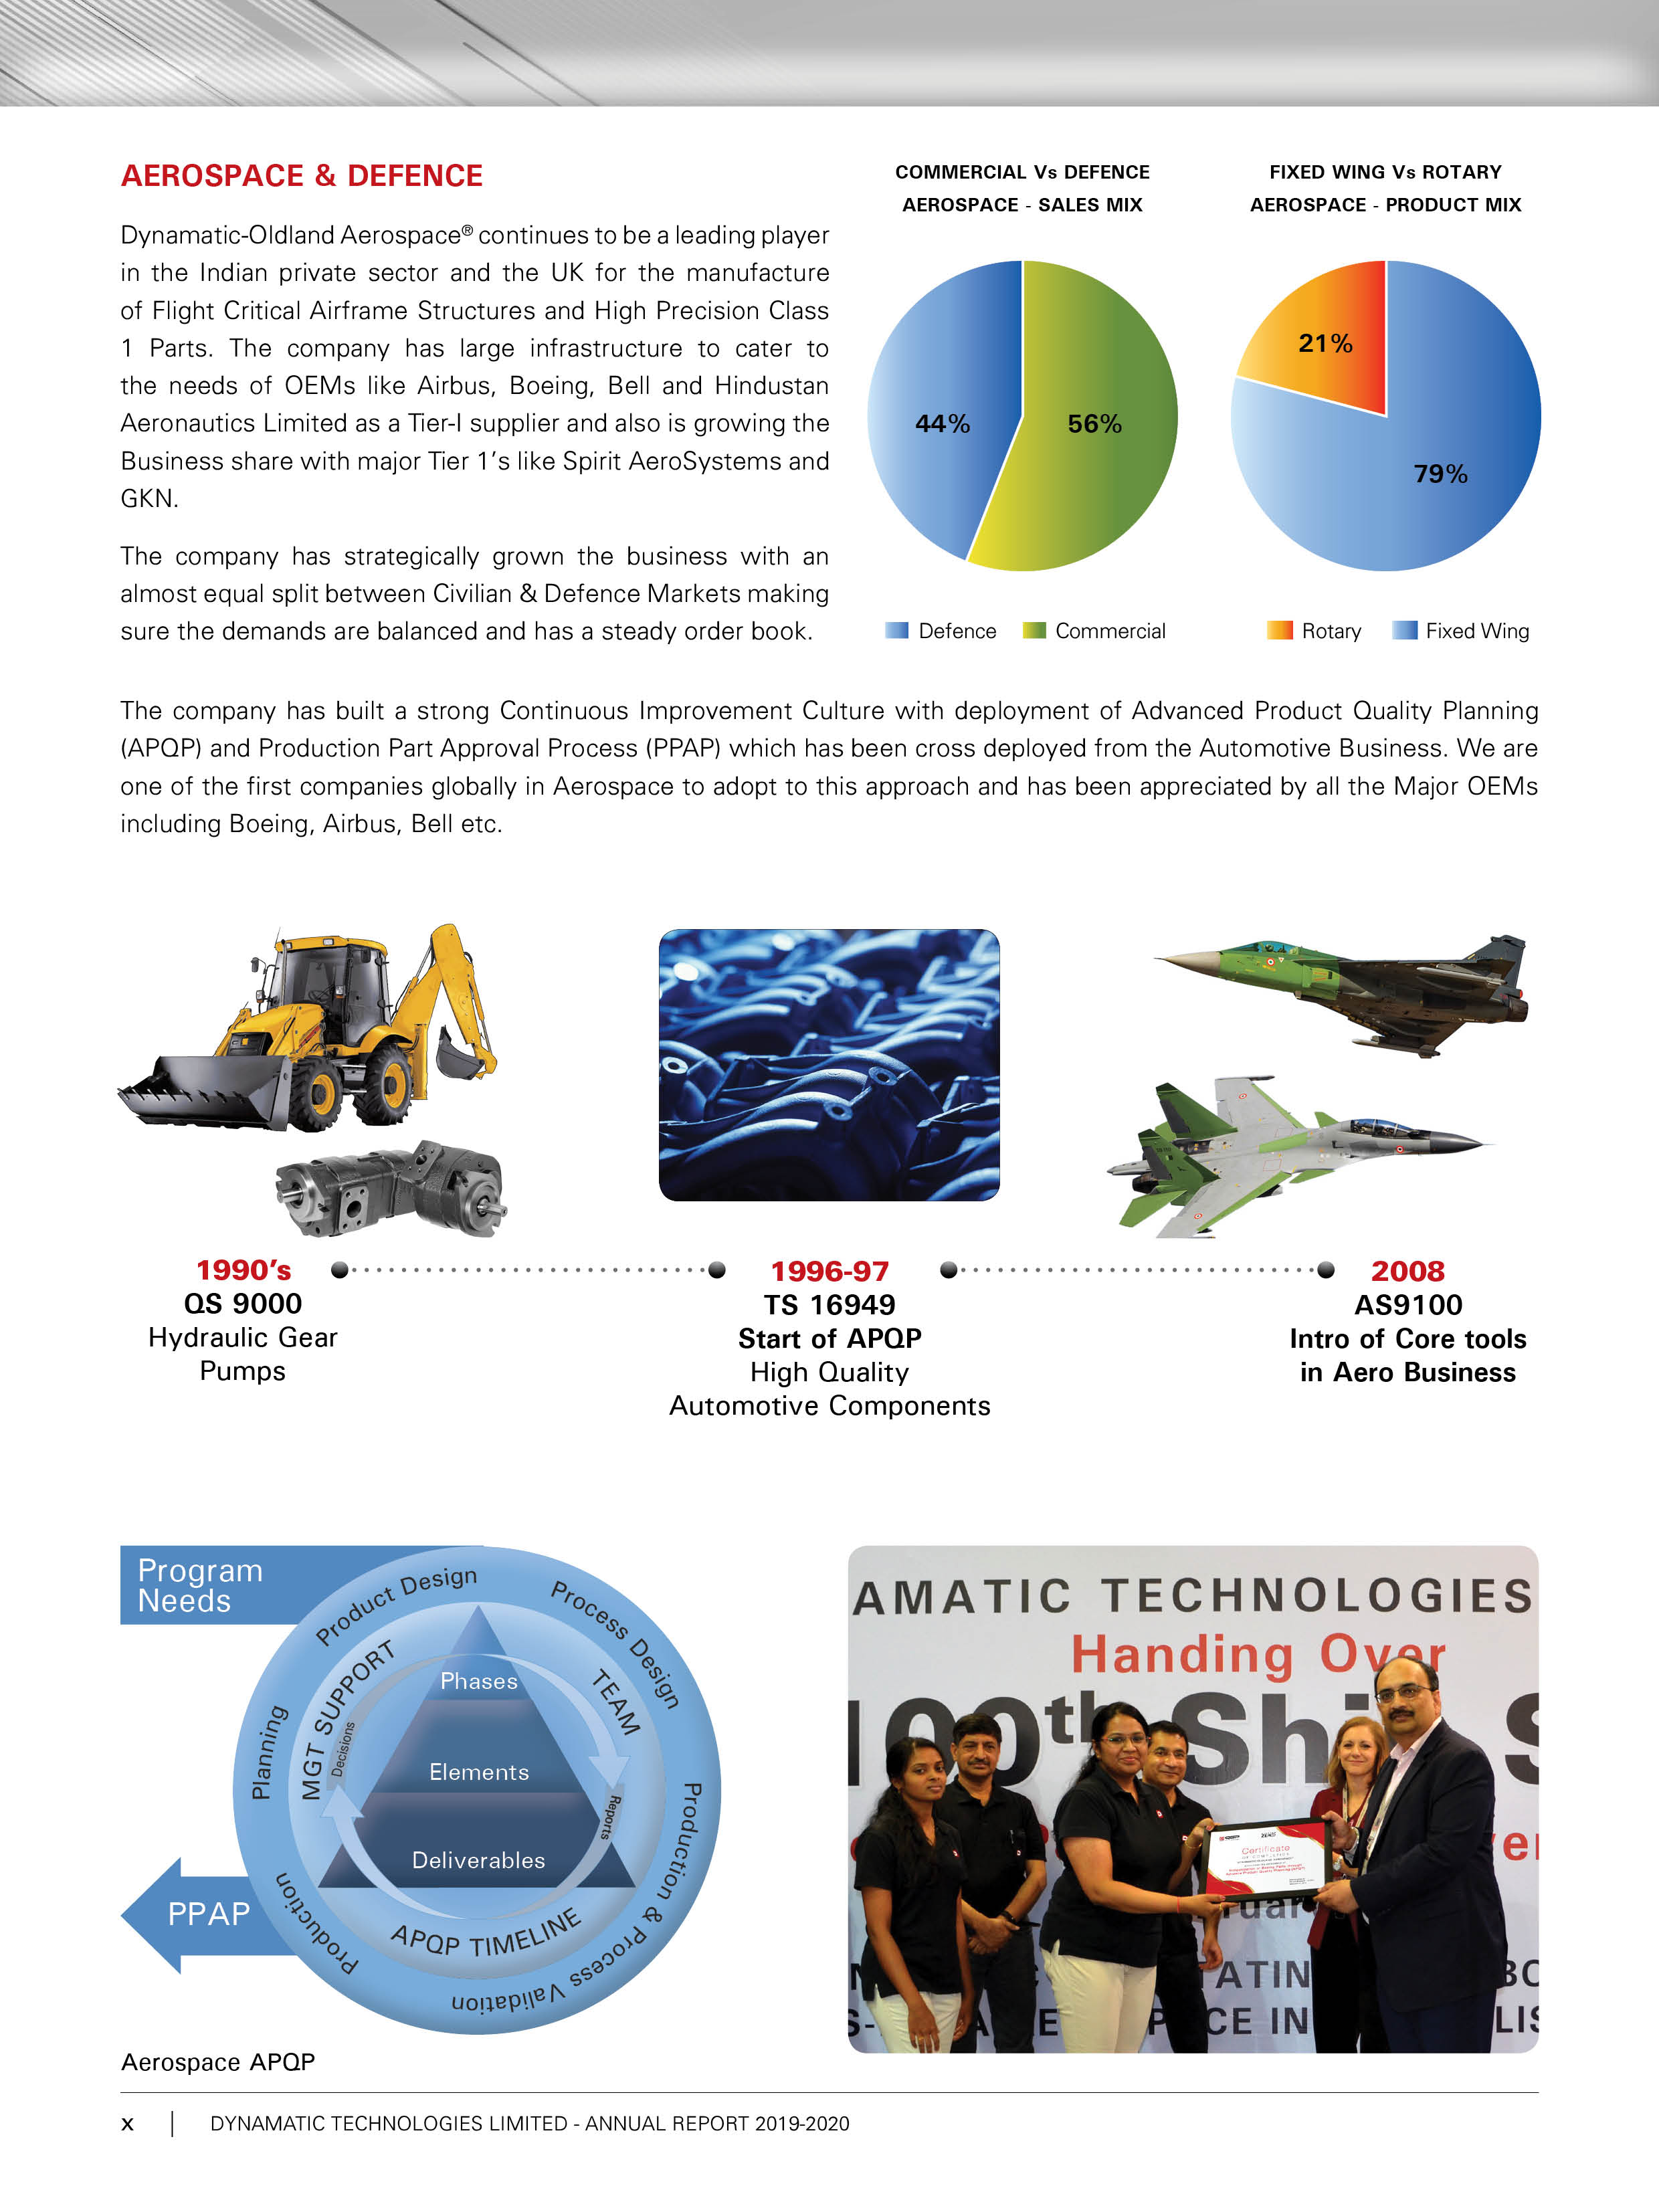 AEROSPACE & DEFENCE
Dynamatic-Oldland Aerospace® continues to be a leading player
in the Indian private sector and the UK for the manufacture
of Flight Critical Airframe Structures and High Precision Class
1 Parts. The company has large infrastructure to cater to
the needs of OEMs like Airbus, Boeing, Bell and Hindustan
Aeronautics Limited as a Tier-I supplier and also is growing the
Business share with major Tier 1's like Spirit AeroSystems and
GKN.
The company has strategically grown the business with an
almost equal split between Civilian & Defence Markets making
sure the demands are balanced and has a steady order book.
COMMERCIAL Vs DEFENCE
AEROSPACE - SALES MIX
44%
56%
Defence
Commercial
FIXED WING Vs ROTARY
AEROSPACE - PRODUCT MIX
21%
79%
Rotary
Fixed Wing
The company has built a strong Continuous Improvement Culture with deployment of Advanced Product Quality Planning
(APQP) and Production Part Approval Process (PPAP) which has been cross deployed from the Automotive Business. We are
one of the first companies globally in Aerospace to adopt to this approach and has been appreciated by all the Major OEMs
including Boeing, Airbus, Bell etc.
1990's
QS 9000
Hydraulic Gear
Pumps
1996-97
TS 16949
Start of APQP
High Quality
Automotive Components
2008
AS9100
Intro of Core tools
in Aero Business
Program
Needs
Product Design
Process Design
Production & Process Validation
Production
Planning
MGT SUPPORT
TEAM
APQP TIMELINE
Decisions
Reports
Phases
Elements
Deliverables
PPAP
Aerospace APQP
AMATIC TECHNOLOGIES
Handing Over
100th Shi S
Certificate
ATIN
CE IN
x
DYNAMATIC TECHNOLOGIES LIMITED - ANNUAL REPORT 2019-2020